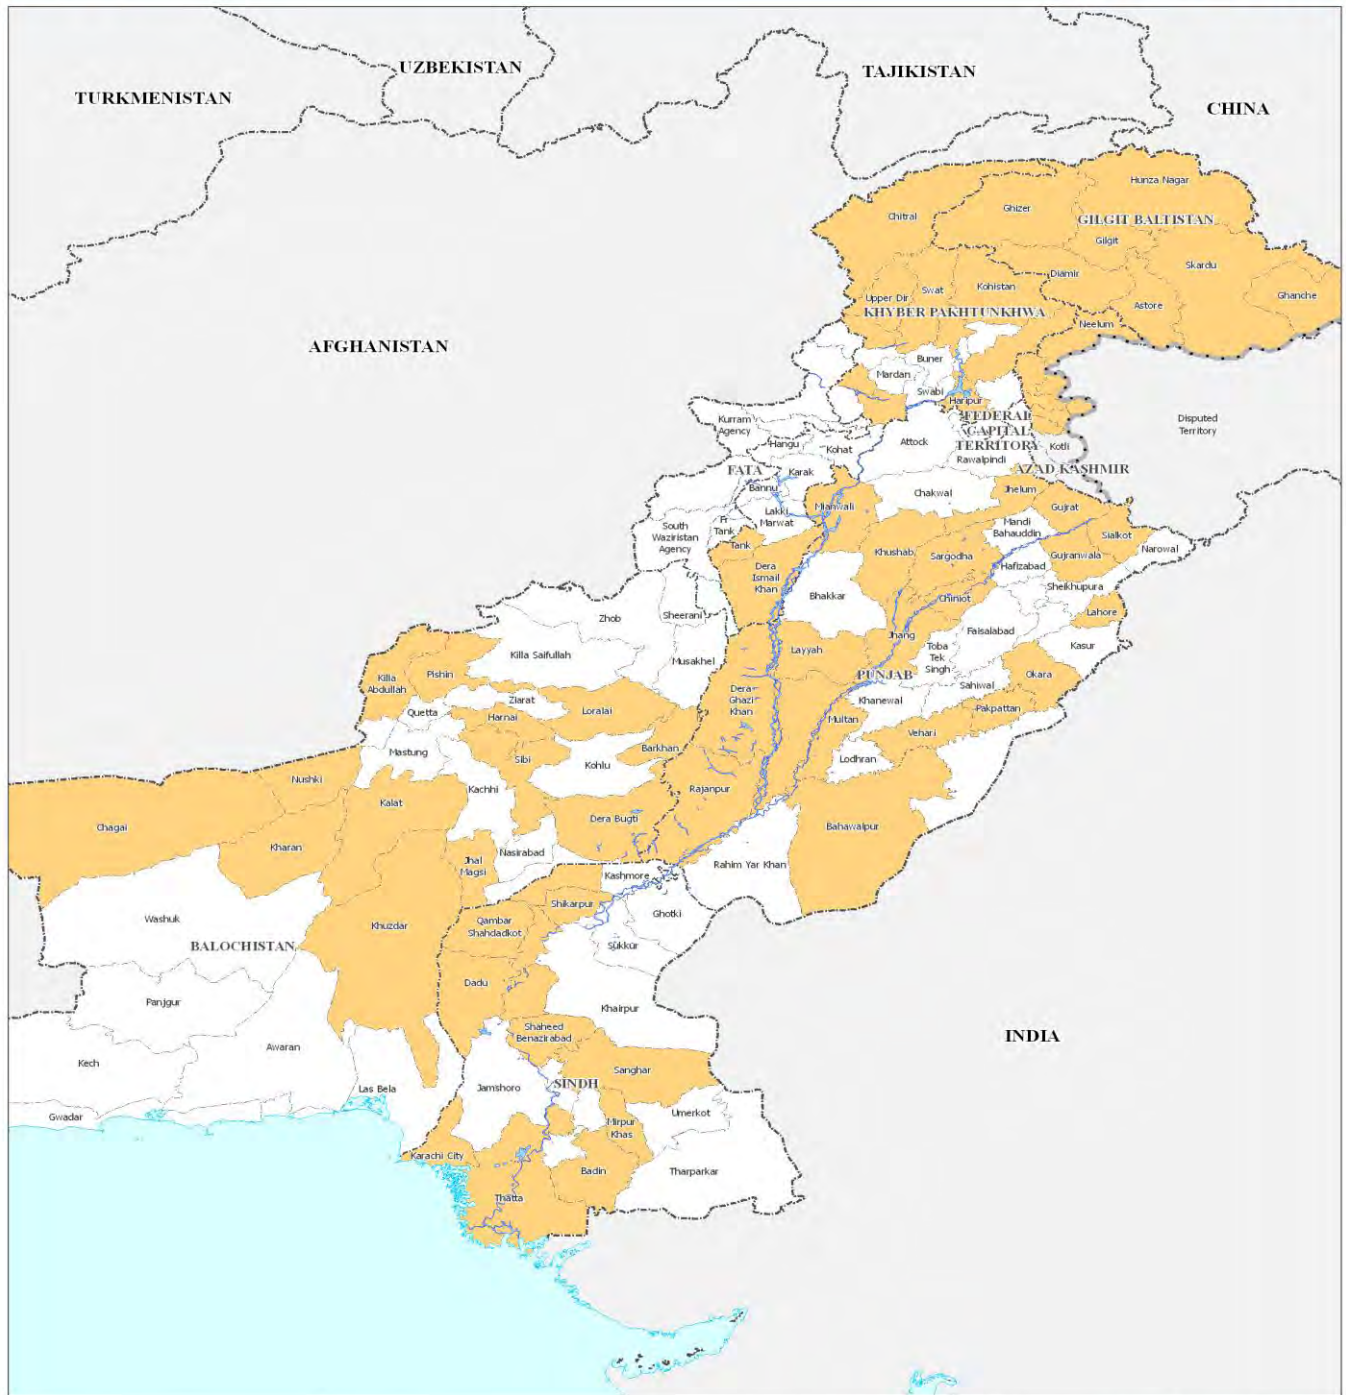 UZBEKISTAN
TAJIKISTAN
TURKMENISTAN
CHINA
Hunza Nagar
Ghizer
Chitral
GILGIT BALTISTAN
Gilgit
Skardu
Diamir
Kohistan
Swat
Upper Dir
Ghanche
Astore
KHYBER PAKHTUNKHWA
Neelum
AFGHANISTAN
Buner
Mardan
Swabi
Haripur
Disputed
Territory
FEDERAL
CAPITAL
TERRITORY
Kurram
Agency
Hangu
Kohat
Attock
Kotli
Rawalpindi
AZAD KASHMIR
FATA
Karak
Bannu
Chakwal
Jhelum
Mianwali
Gujrat
Lakki
Marwat
South
Waziristan
Agency
Fr
Tank
Tank
Mandi
Bahauddin
Sialkot
Khushab
Sargodha
Gujranwala
Narowal
Dera
Ismail
Khan
Hafizabad
Sheikhupura
Bhakkar
Chiniot
Lahore
Zhob
Sheerani
Faisalabad
Jhang
Toba
Tek
Singh
Kasur
Killa Saifullah
Layyah
Musakhel
PUNJAB
Killa
Abdullah
Pishin
Okara
Sahiwal
Dera
Ghazi
Khan
Khanewal
Ziarat
Quetta
Harnai
Loralai
Pakpattan
Multan
Vehari
Mastung
Sibi
Barkhan
Kohlu
Lodhran
Nushki
Kachhi
Rajanpur
Kalat
Chagai
Dera Bugti
Bahawalpur
Kharan
Nasirabad
Jhal
Magsi
Rahim Yar Khan
Kashmore
Shikarpur
Ghotki
Washuk
Khuzdar
Qambar
Shahdadkot
Sukkur
BALOCHISTAN
Dadu
Panjgur
Khairpur
Shaheed
Benazirabad
INDIA
Awaran
Kech
Sanghar
Las Bela
Jamshoro
SINDH
Gwadar
Umerkot
Mirpur
Khas
Karachi City
Badin
Tharparkar
Thatta